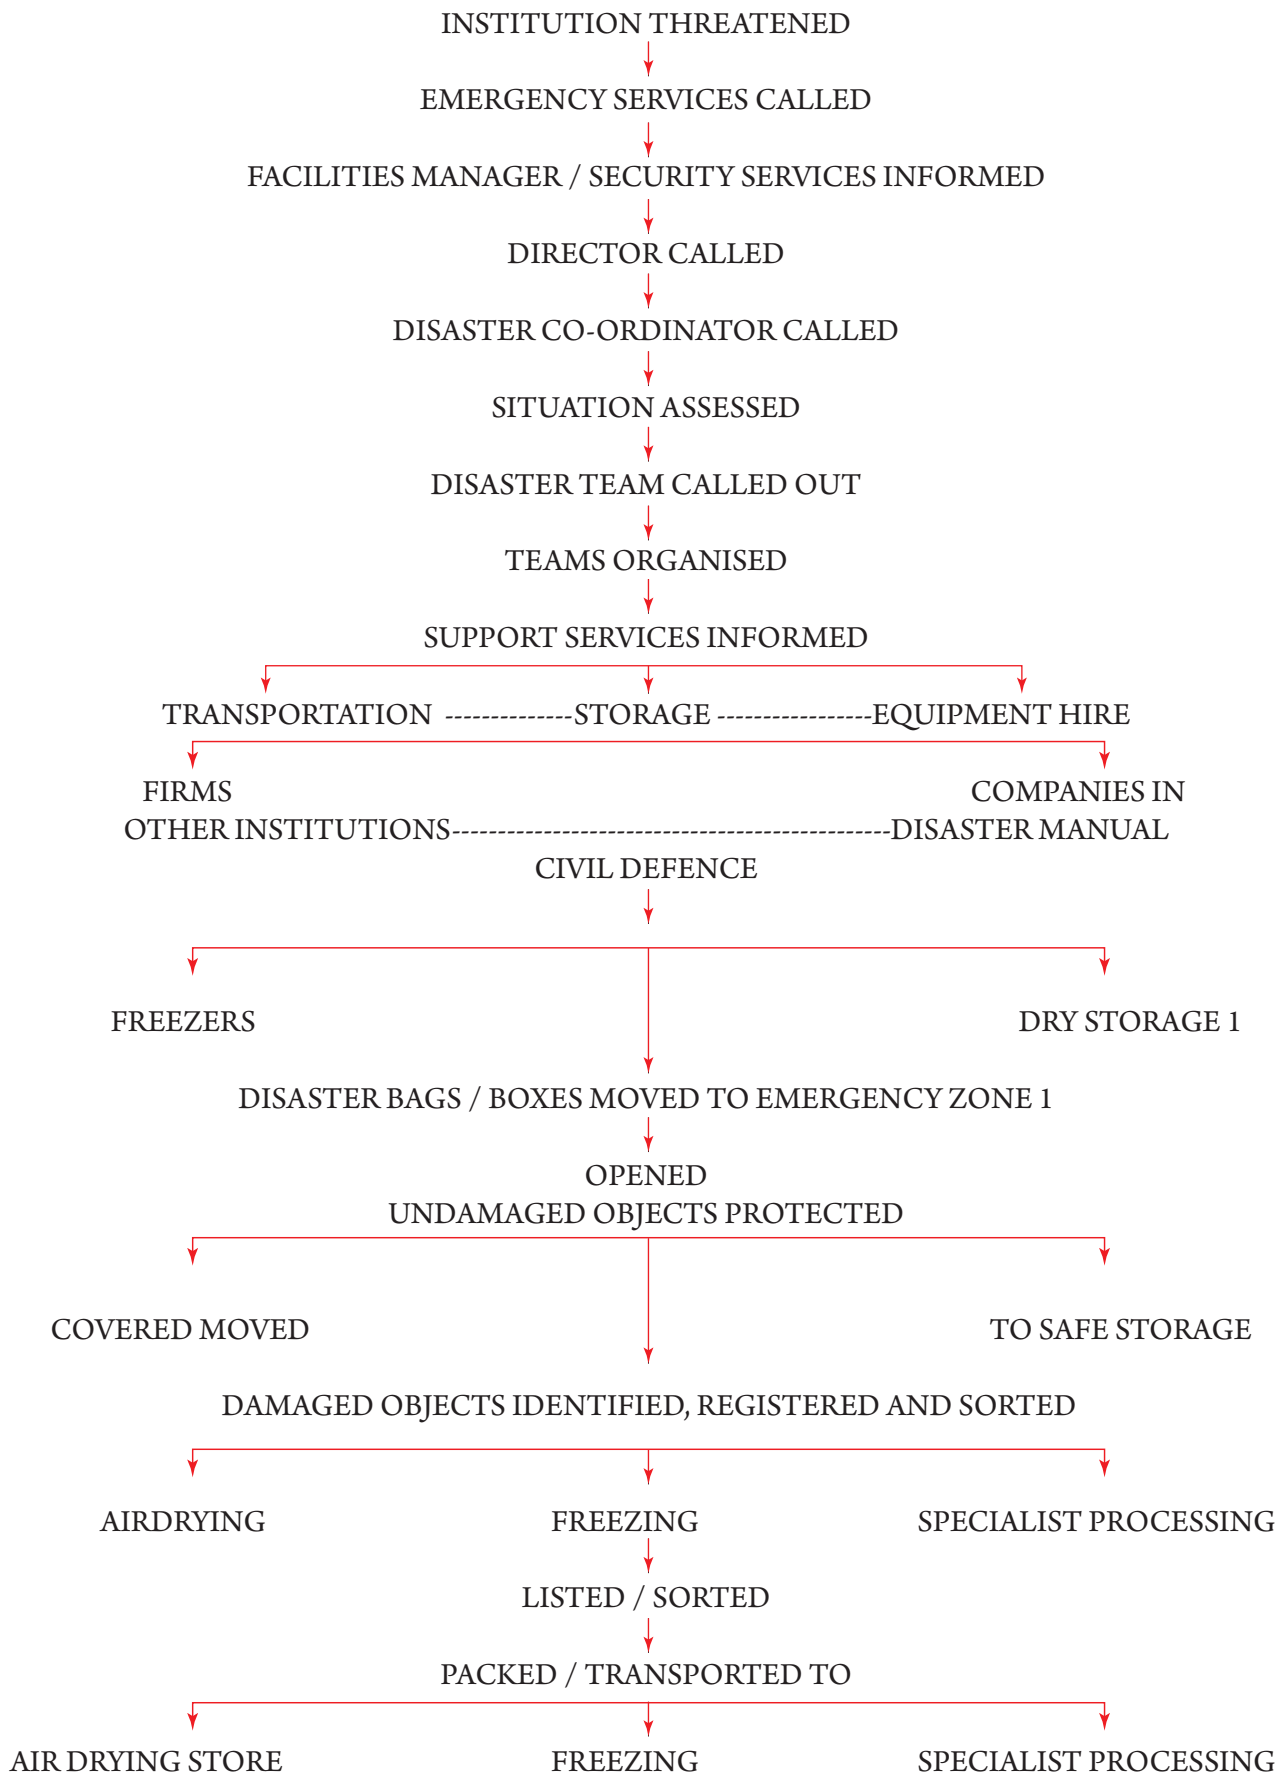 INSTITUTION THREATENED
EMERGENCY SERVICES CALLED
FACILITIES MANAGER / SECURITY SERVICES INFORMED
DIRECTOR CALLED
DISASTER CO-ORDINATOR CALLED
SITUATION ASSESSED
DISASTER TEAM CALLED OUT
TEAMS ORGANISED
SUPPORT SERVICES INFORMED
TRANSPORTATION --------------STORAGE -----------------EQUIPMENT HIRE
FIRMS COMPANIES IN
OTHER INSTITUTIONS------------------------------------------------DISASTER MANUAL
CIVIL DEFENCE
FREEZERS DRY STORAGE 1
DISASTER BAGS / BOXES MOVED TO EMERGENCY ZONE 1
OPENED
UNDAMAGED OBJECTS PROTECTED
COVERED MOVED TO SAFE STORAGE
DAMAGED OBJECTS IDENTIFIED, REGISTERED AND SORTED
AIRDRYING FREEZING SPECIALIST PROCESSING
LISTED / SORTED
PACKED / TRANSPORTED TO
AIR DRYING STORE FREEZING SPECIALIST PROCESSING